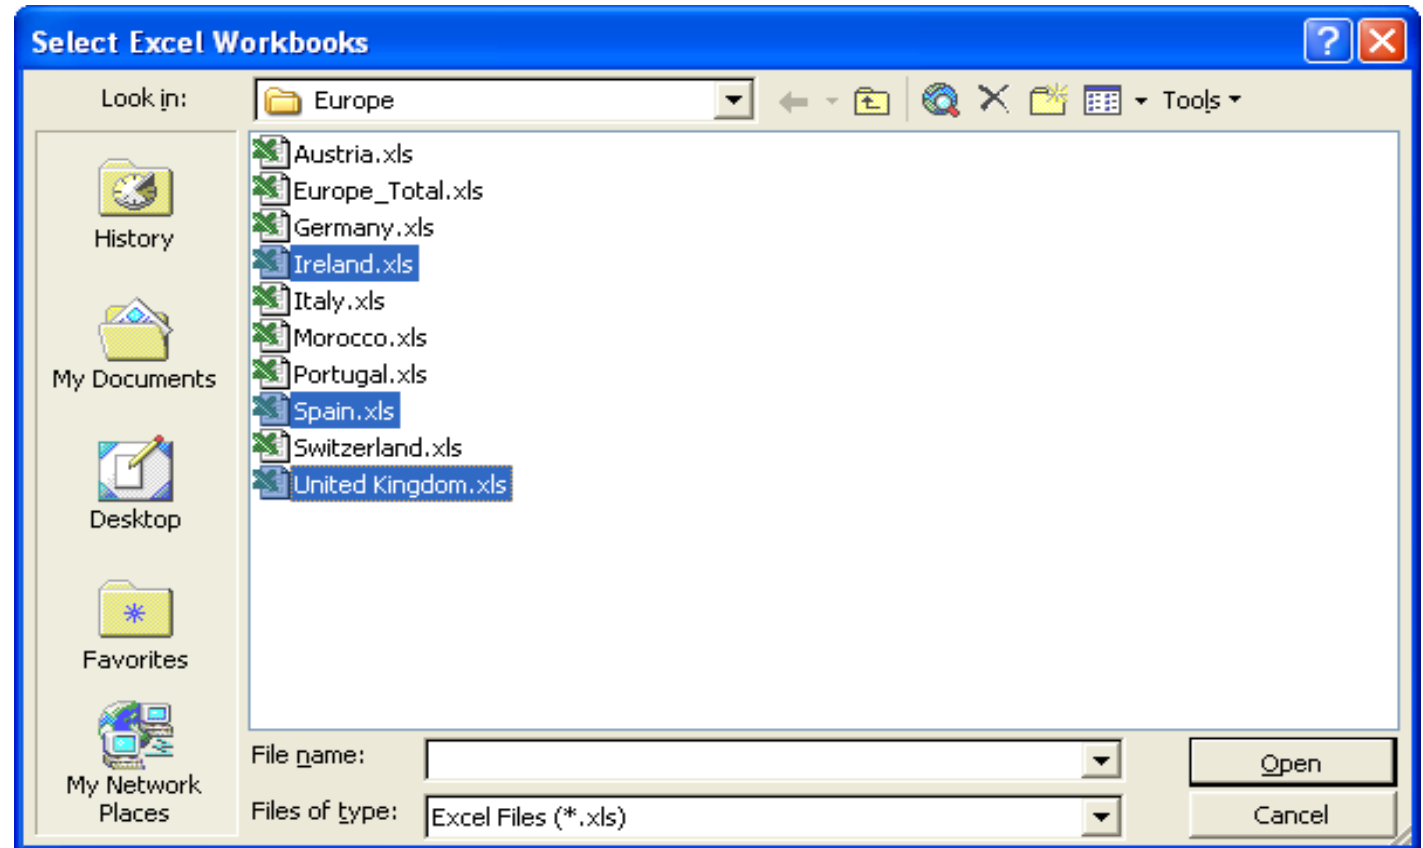 Select Excel Workbooks
Look in:
Europe
Tools
History
My Documents
Desktop
Favorites
My Network
Places
Austria.xls
Europe_Total.xls
Germany.xls
Ireland.xls
Italy.xls
Morocco.xls
Portugal.xls
Spain.xls
Switzerland.xls
United Kingdom.xls
File name:
Open
Files of type:
Excel Files (*.xls)
Cancel